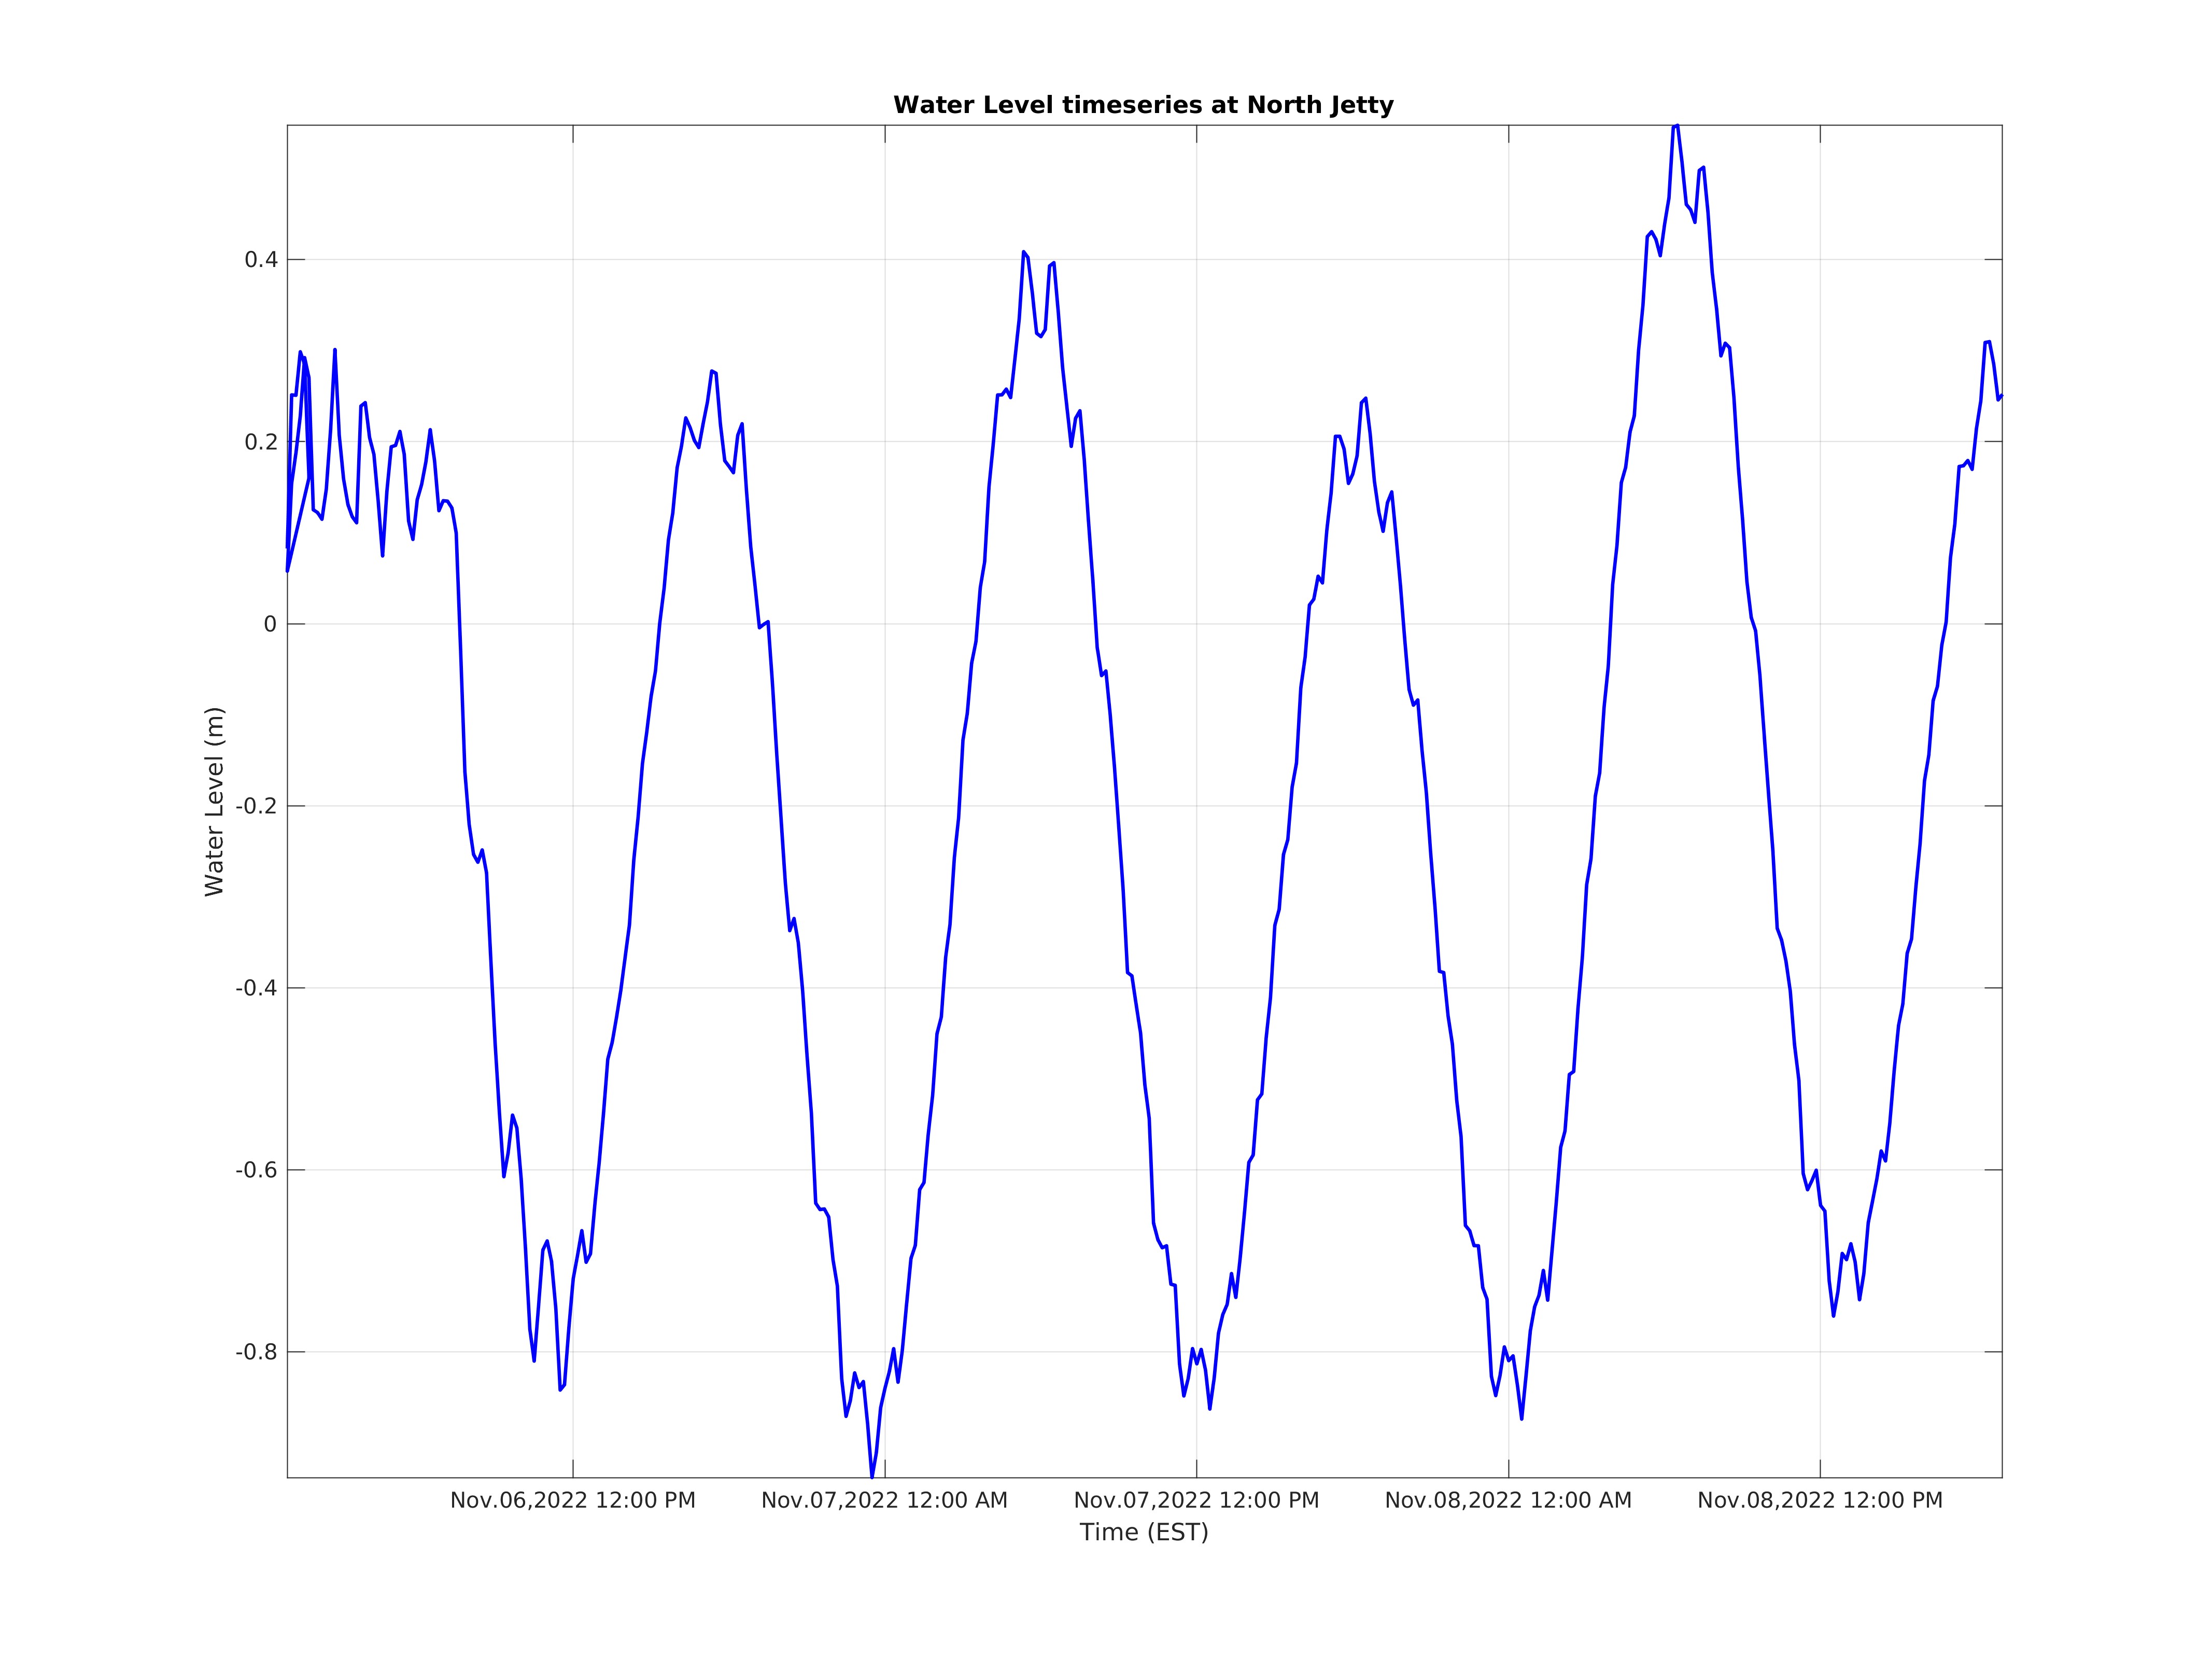 Water Level timeseries at North Jetty
0.4
0.2
0
-0.2
-0.4
-0.6
-0.8
Water Level (m)
Nov.06,2022 12:00 PM
Nov.07,2022 12:00 AM
Nov.07,2022 12:00 PM
Nov.08,2022 12:00 AM
Nov.08,2022 12:00 PM
Time (EST)